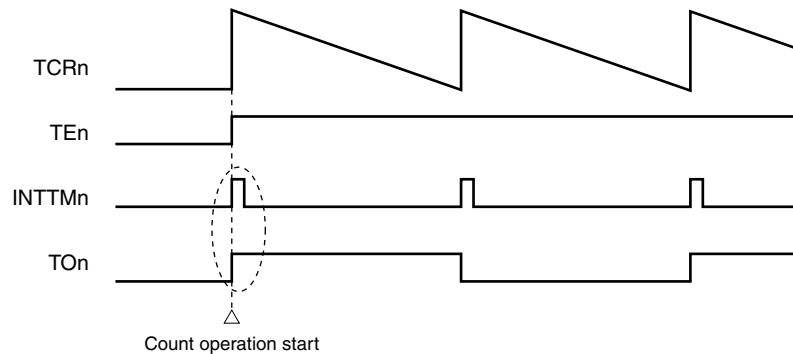 TCRn
TEn
INTTMn
TOn
Count operation start